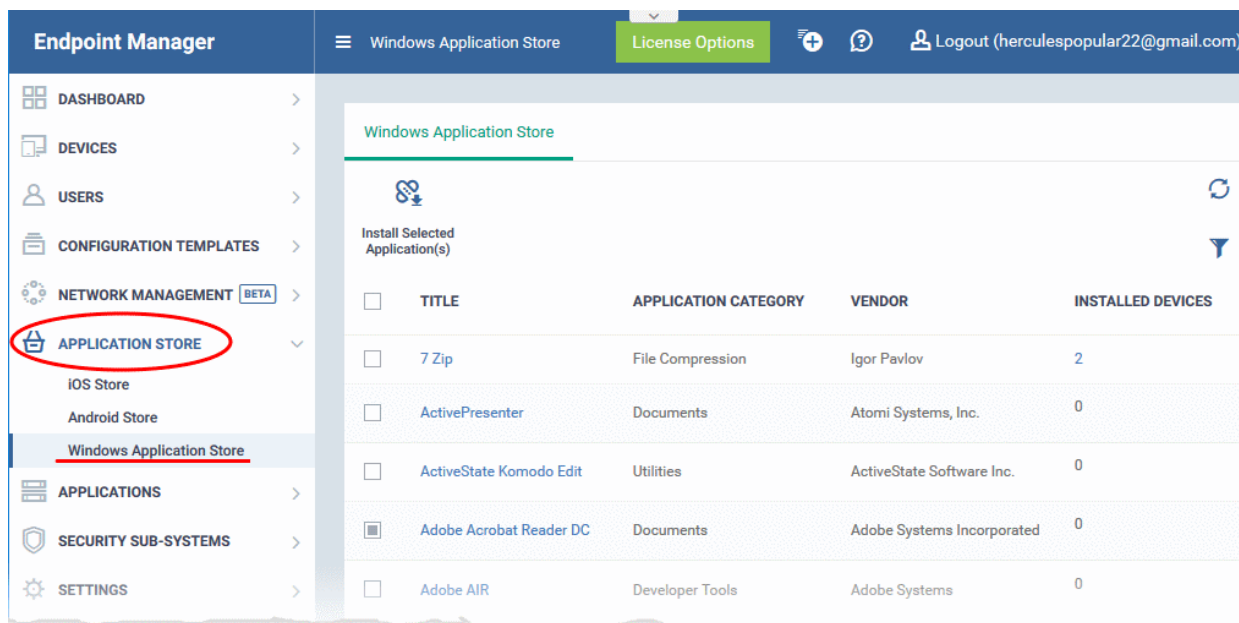 Endpoint Manager
Windows Application Store
License Options
Logout (herculespopular22@gmail.com)
DASHBOARD
DEVICES
USERS
CONFIGURATION TEMPLATES
NETWORK MANAGEMENT BETA
APPLICATION STORE
iOS Store
Android Store
Windows Application Store
APPLICATIONS
SECURITY SUB-SYSTEMS
SETTINGS
Windows Application Store
Install Selected
Application(s)
TITLE APPLICATION CATEGORY VENDOR INSTALLED DEVICES
7 Zip File Compression Igor Pavlov 2
ActivePresenter Documents Atomi Systems, Inc. 0
ActiveState Komodo Edit Utilities ActiveState Software Inc. 0
Adobe Acrobat Reader DC Documents Adobe Systems Incorporated 0
Adobe AIR Developer Tools Adobe Systems 0